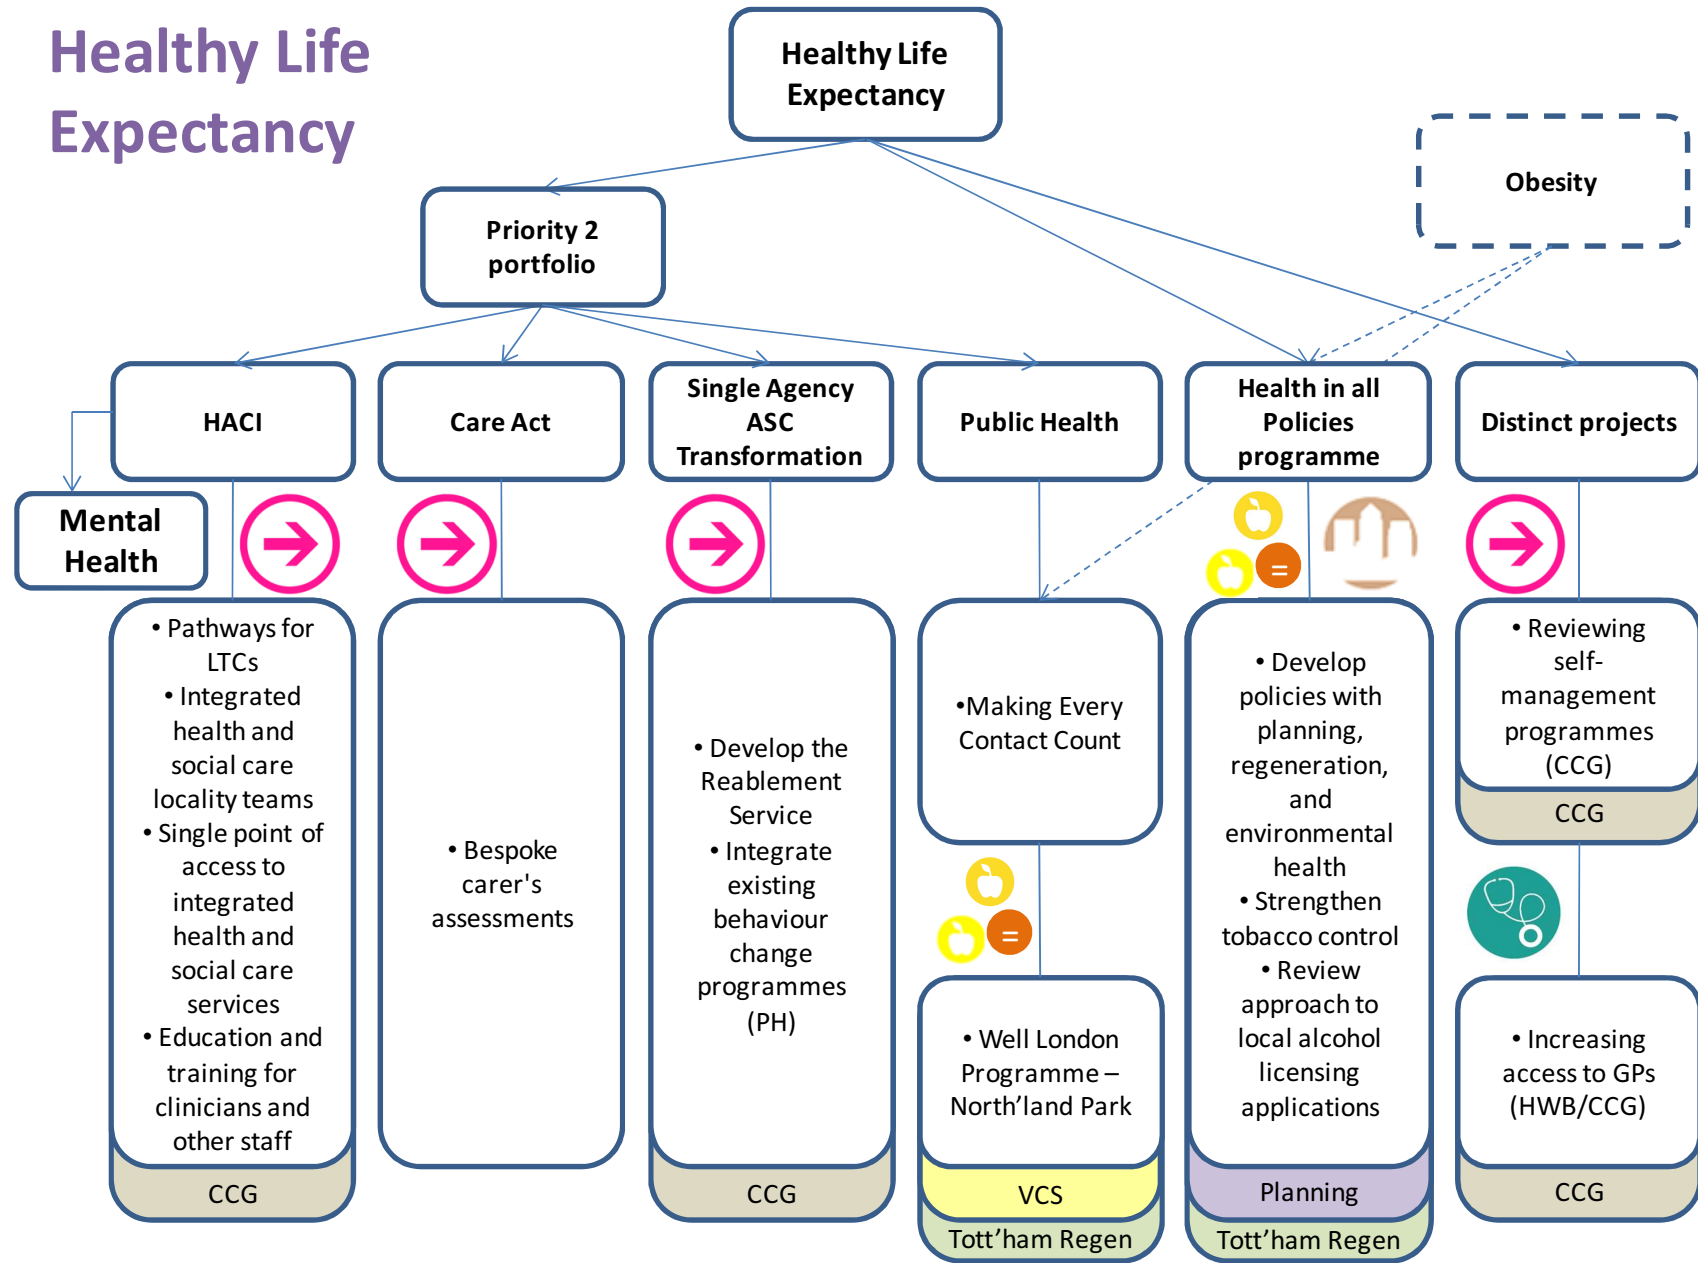 Healthy Life
Expectancy
Healthy Life
Expectancy
Obesity
Priority 2
portfolio
HACI
Care Act
Single Agency
ASC
Transformation
Public Health
Health in all
Policies
programme
Distinct projects
Mental
Health
• Pathways for
LTCs
• Integrated
health and
social care
locality teams
• Single point of
access to
integrated
health and
social care
services
• Education and
training for
clinicians and
other staff
CCG
• Bespoke
carer's
assessments
• Develop the
Reablement
Service
• Integrate
existing
behaviour
change
programmes
(PH)
CCG
•Making Every
Contact Count
=
• Well London
Programme –
North’land Park
VCS
Tott’ham Regen
=
• Develop
policies with
planning,
regeneration,
and
environmental
health
• Strengthen
tobacco control
• Review
approach to
local alcohol
licensing
applications
Planning
Tott’ham Regen
• Reviewing
self-
management
programmes
(CCG)
CCG
• Increasing
access to GPs
(HWB/CCG)
CCG